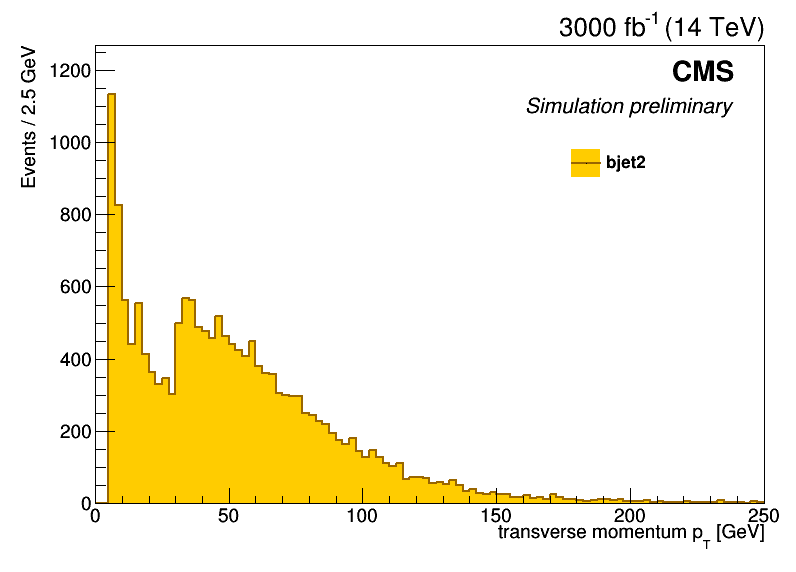 3000 fb-1 (14 TeV)
Events / 2.5 GeV
CMS
Simulation preliminary
bjet2
1200
1000
800
600
400
200
0
0 50 100 150 200 250
transverse momentum pT [GeV]